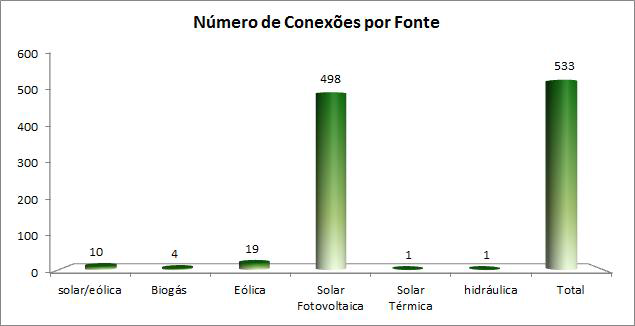 Número de Conexões por Fonte
600
500
400
300
200
100
0
10
4
19
498
1
1
533
solar/eólica
Biogás
Eólica
Solar
Fotovoltaica
Solar
Térmica
hidráulica
Total